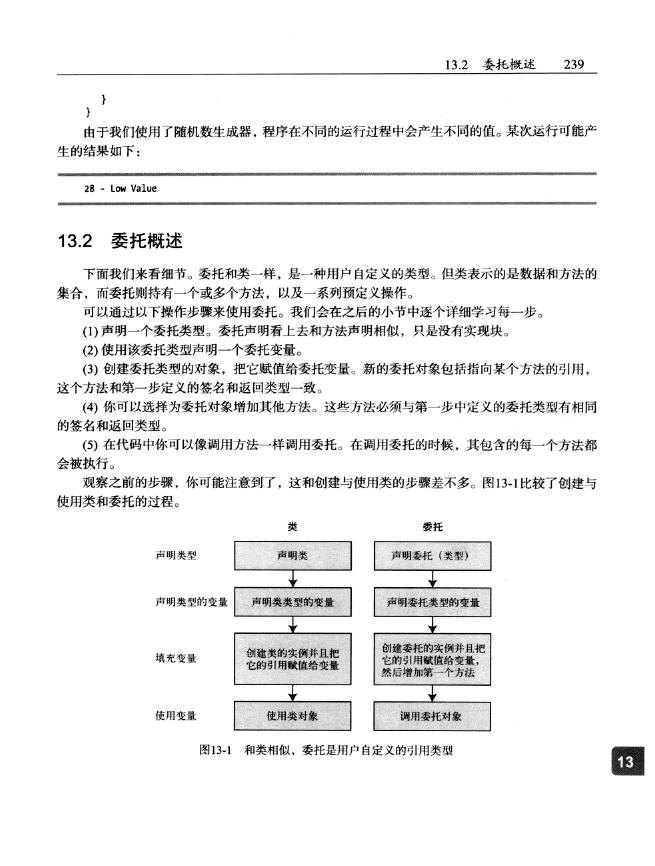 13.2 委托概述 239
}
}
由于我们使用了随机数生成器，程序在不同的运行过程中会产生不同的值。某次运行可能产
生的结果如下：
28 - Low Value
13.2 委托概述
下面我们来看细节。委托和类一样，是一种用户自定义的类型。但类表示的是数据和方法的
集合，而委托则持有一个或多个方法，以及一系列预定义操作。
可以通过以下操作步骤来使用委托。我们会在之后的小节中逐个详细学习每一步。
(1) 声明一个委托类型。委托声明看上去和方法声明相似，只是没有实现块。
(2) 使用该委托类型声明一个委托变量。
(3) 创建委托类型的对象，把它赋值给委托变量。新的委托对象包括指向某个方法的引用，
这个方法和第一步定义的签名和返回类型一致。
(4) 你可以选择为委托对象增加其他方法。这些方法必须与第一步中定义的委托类型有相同
的签名和返回类型。
(5) 在代码中你可以像调用方法一样调用委托。在调用委托的时候，其包含的每一个方法都
会被执行。
观察之前的步骤，你可能注意到了，这和创建与使用类的步骤差不多。图13-1比较了创建与
使用类和委托的过程。
类 委托
声明类型 声明类 声明委托（类型）
声明类型的变量 声明类类型的变量 声明委托类型的变量
填充变量
创建类的实例并且把
它的引用赋值给变量
创建委托的实例并且把
它的引用赋值给变量，
然后增加第一个方法
使用变量 使用类对象 调用委托对象
图13-1 和类相似，委托是用户自定义的引用类型
13